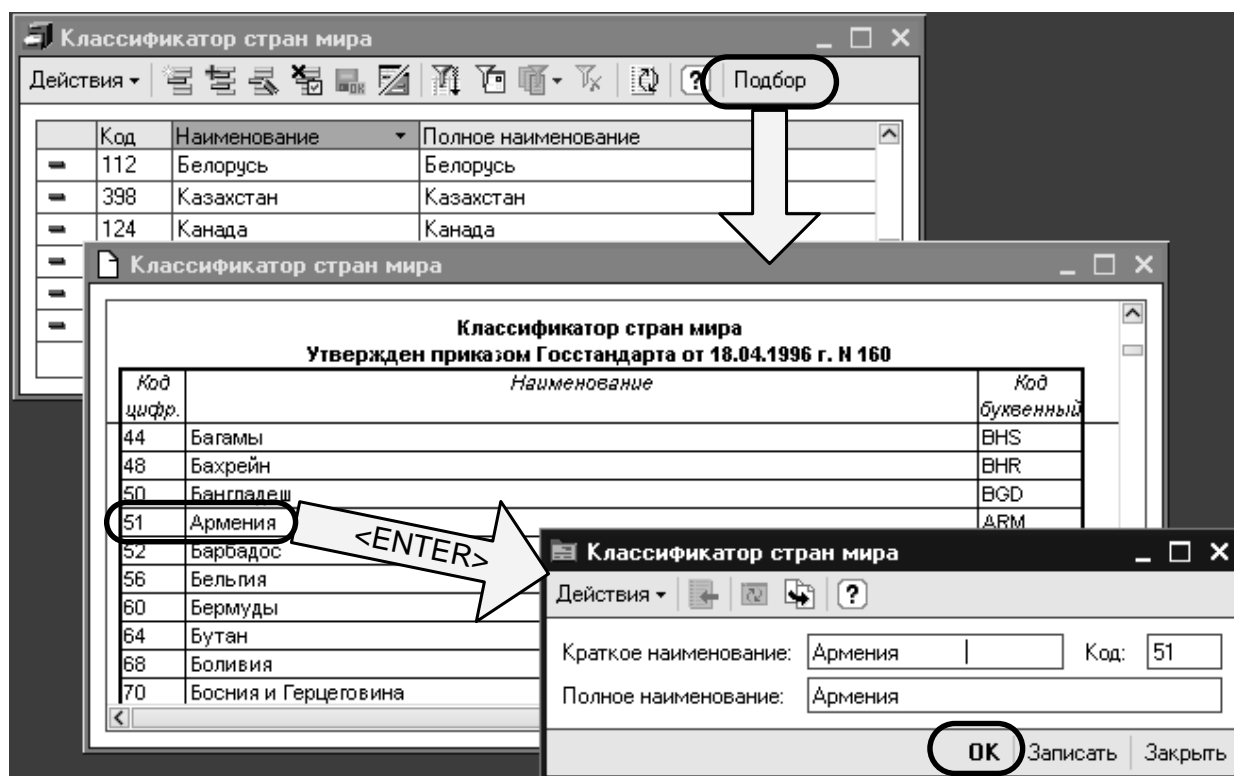 Классификатор стран мира
Действия Подбор
Код Наименование Полное наименование
112 Белорусь Белорусь
398 Казахстан Казахстан
124 Канада Канада
Классификатор стран мира
Классификатор стран мира
Утвержден приказом Госстандарта от 18.04.1996 г. N 160
Код цифр. Наименование Код буквенный
44 Багамы BHS
48 Бахрейн BHR
50 Бангладеш BGD
51 Армения ARM
<ENTER>
52 Барбадос
56 Бельгия
60 Бермуды
64 Бутан
68 Боливия
70 Босния и Герцеговина
Классификатор стран мира
Действия
Краткое наименование: Армения Код: 51
Полное наименование: Армения
OK Записать Закрыть